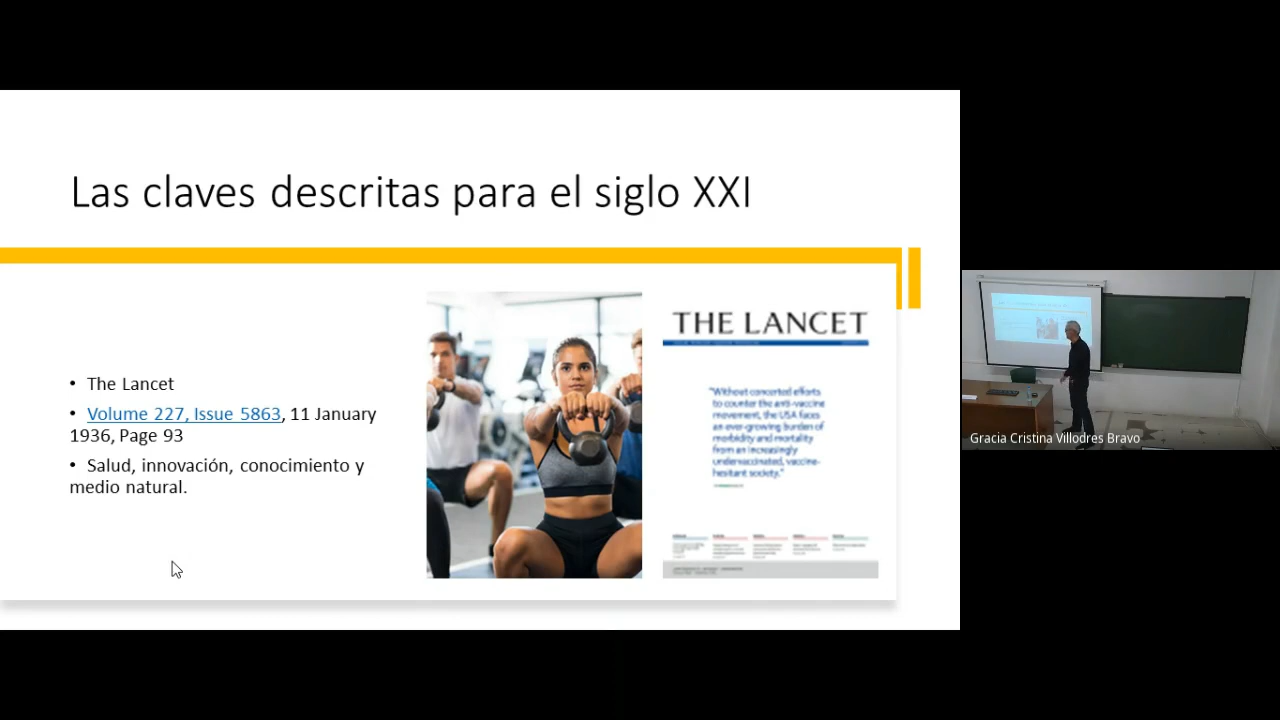 Las claves descritas para el siglo XXI
• The Lancet
• Volume 227, Issue 5863, 11 January
1936, Page 93
• Salud, innovación, conocimiento y
medio natural.
THE LANCET
"Without concerted efforts
to counter the anti-vaccine
movement, the USA faces
an ever-growing burden of
morbidity and mortality
from an increasingly
undervaccinated, vaccine-
hesitant society."
Gracia Cristina Villodres Bravo